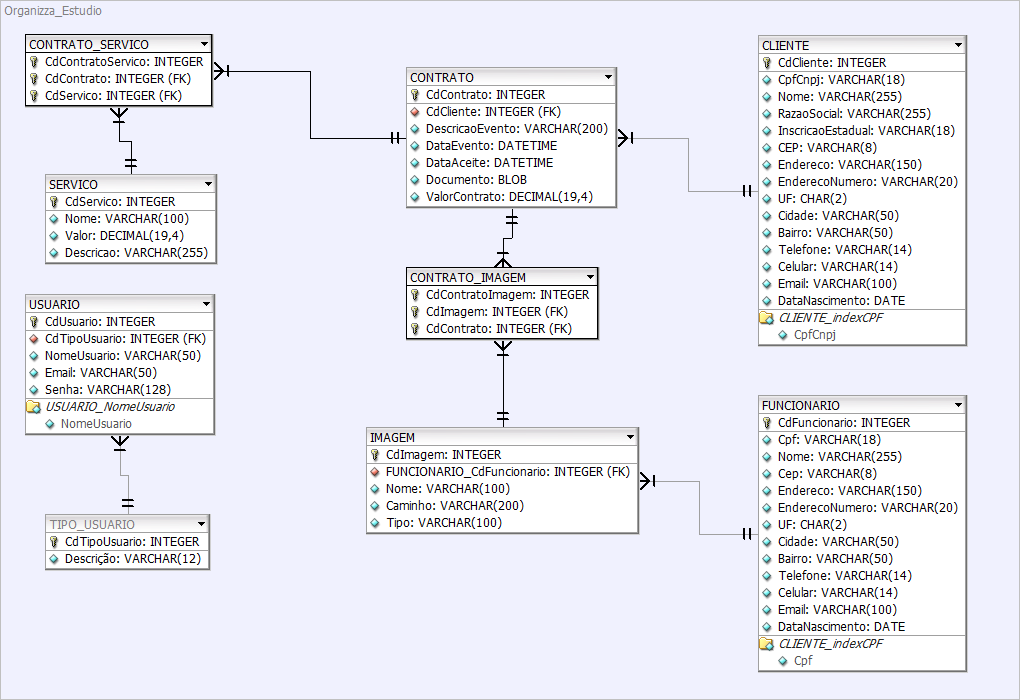 Organizza_Estudio
CONTRATO_SERVICO
CdContratoServico: INTEGER
CdContrato: INTEGER (FK)
CdServico: INTEGER (FK)
SERVICO
CdServico: INTEGER
Nome: VARCHAR(100)
Valor: DECIMAL(19,4)
Descricao: VARCHAR(255)
USUARIO
CdUsuario: INTEGER
CdTipoUsuario: INTEGER (FK)
NomeUsuario: VARCHAR(50)
Email: VARCHAR(50)
Senha: VARCHAR(128)
USUARIO_NomeUsuario
NomeUsuario
TIPO_USUARIO
CdTipoUsuario: INTEGER
Descrição: VARCHAR(12)
CONTRATO
CdContrato: INTEGER
CdCliente: INTEGER (FK)
DescricaoEvento: VARCHAR(200)
DataEvento: DATETIME
DataAceite: DATETIME
Documento: BLOB
ValorContrato: DECIMAL(19,4)
CONTRATO_IMAGEM
CdContratoImagem: INTEGER
CdImagem: INTEGER (FK)
CdContrato: INTEGER (FK)
IMAGEM
CdImagem: INTEGER
FUNCIONARIO_CdFuncionario: INTEGER (FK)
Nome: VARCHAR(100)
Caminho: VARCHAR(200)
Tipo: VARCHAR(100)
CLIENTE
CdCliente: INTEGER
CpfCnpj: VARCHAR(18)
Nome: VARCHAR(255)
RazaoSocial: VARCHAR(255)
InscricaoEstadual: VARCHAR(18)
CEP: VARCHAR(8)
Endereco: VARCHAR(150)
EnderecoNumero: VARCHAR(20)
UF: CHAR(2)
Cidade: VARCHAR(50)
Bairro: VARCHAR(50)
Telefone: VARCHAR(14)
Celular: VARCHAR(14)
Email: VARCHAR(100)
DataNascimento: DATE
CLIENTE_indexCPF
CpfCnpj
FUNCIONARIO
CdFuncionario: INTEGER
Cpf: VARCHAR(18)
Nome: VARCHAR(255)
Cep: VARCHAR(8)
Endereco: VARCHAR(150)
EnderecoNumero: VARCHAR(20)
UF: CHAR(2)
Cidade: VARCHAR(50)
Bairro: VARCHAR(50)
Telefone: VARCHAR(14)
Celular: VARCHAR(14)
Email: VARCHAR(100)
DataNascimento: DATE
CLIENTE_indexCPF
Cpf